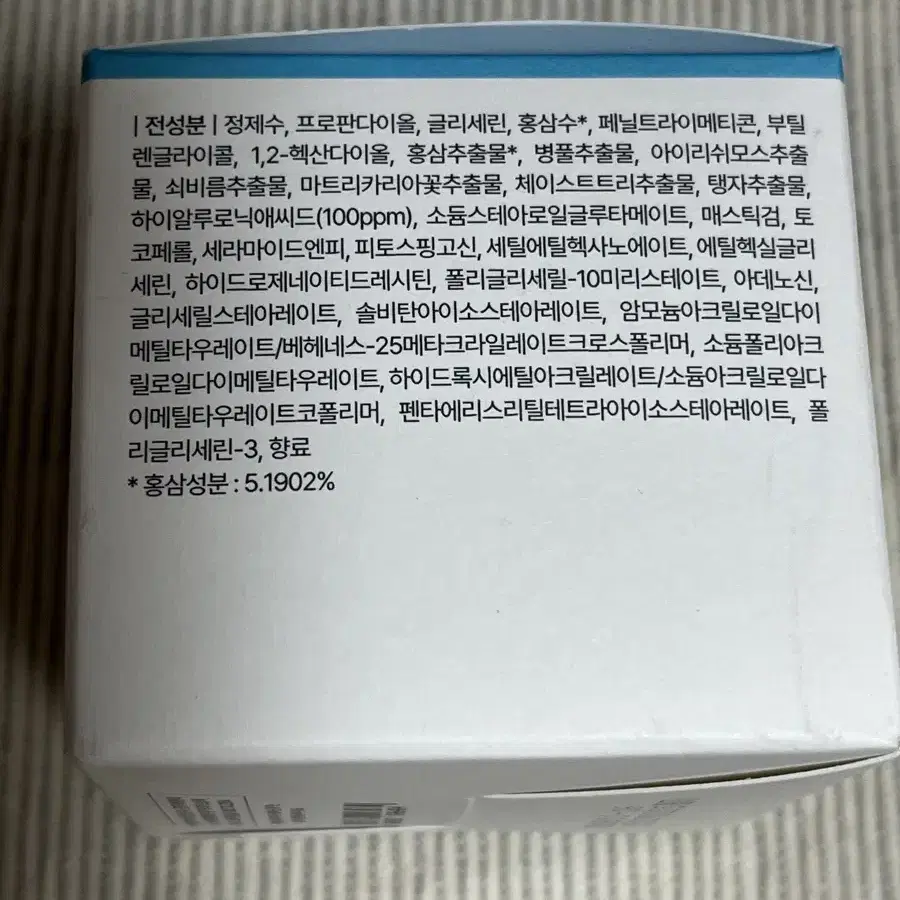 | 전성분 | 정제수, 프로판다이올, 글리세린, 홍삼수*, 페닐트라이메티콘, 부틸
렌글라이콜, 1,2-헥산다이올, 홍삼추출물*, 병풀추출물, 아이리쉬모스추출
물, 쇠비름추출물, 마트리카리아꽃추출물, 체이스트트리추출물, 탱자추출물,
하이알루로닉애씨드(100ppm), 소듐스테아로일글루타메이트, 매스틱검, 토
코페롤, 세라마이드엔피, 피토스핑고신, 세틸에틸헥사노에이트, 에틸헥실글리
세린, 하이드로제네이티드레시틴, 폴리글리세릴-10미리스테이트, 아데노신,
글리세릴스테아레이트, 솔비탄아이소스테아레이트, 암모늄아크릴로일다이
메틸타우레이트/베헤네스-25메타크라일레이트크로스폴리머, 소듐폴리아크
릴로일다이메틸타우레이트, 하이드록시에틸아크릴레이트/소듐아크릴로일다
이메틸타우레이트코폴리머, 펜타에리스리틸테트라아이소스테아레이트, 폴
리글리세린-3, 향료
* 홍삼성분 : 5.1902%